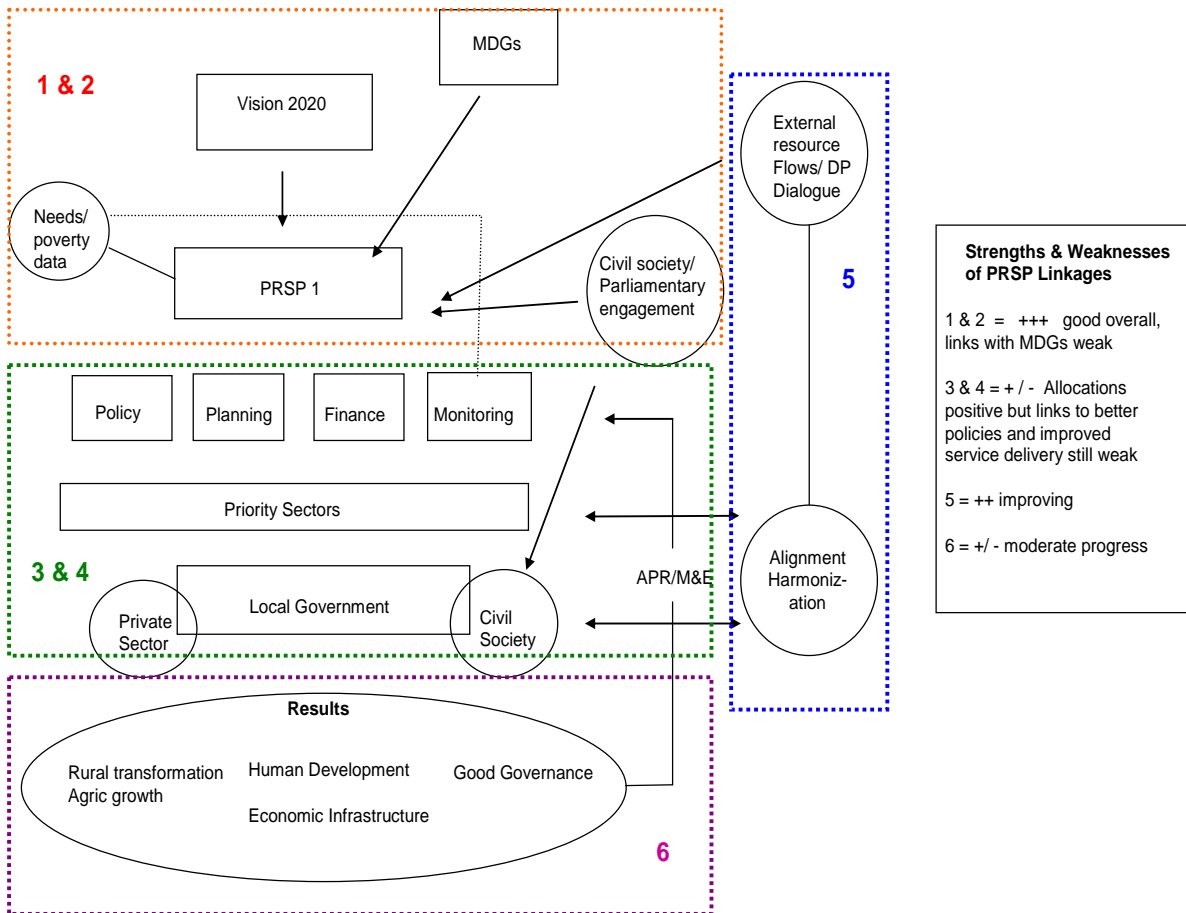 MDGs
1 & 2
Vision 2020
External
resource
Flows/ DP
Dialogue
Needs/
poverty
data
PRSP 1
Civil society/
Parliamentary
engagement
5
Strengths & Weaknesses
of PRSP Linkages
1 & 2 = +++ good overall,
links with MDGs weak
3 & 4 = + / - Allocations
positive but links to better
policies and improved
service delivery still weak
5 = ++ improving
6 = +/ - moderate progress
Policy
Planning
Finance
Monitoring
Priority Sectors
3 & 4
Local Government
Private
Sector
Civil
Society
APR/M&E
Alignment
Harmoniz-
ation
Results
Rural transformation
Agric growth
Human Development
Economic Infrastructure
Good Governance
6